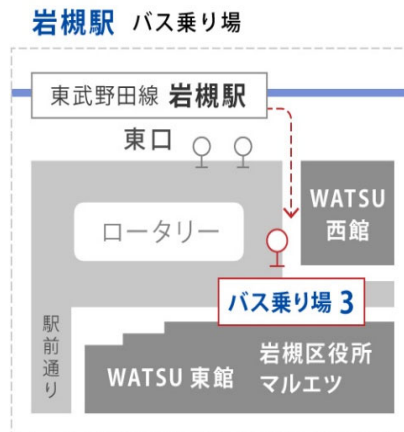 岩槻駅 バス乗り場
東武野田線 岩槻駅
東口
WATSU
西館
ロータリー
バス乗り場 3
駅前通り
岩槻区役所
WATSU 東館 マルエツ